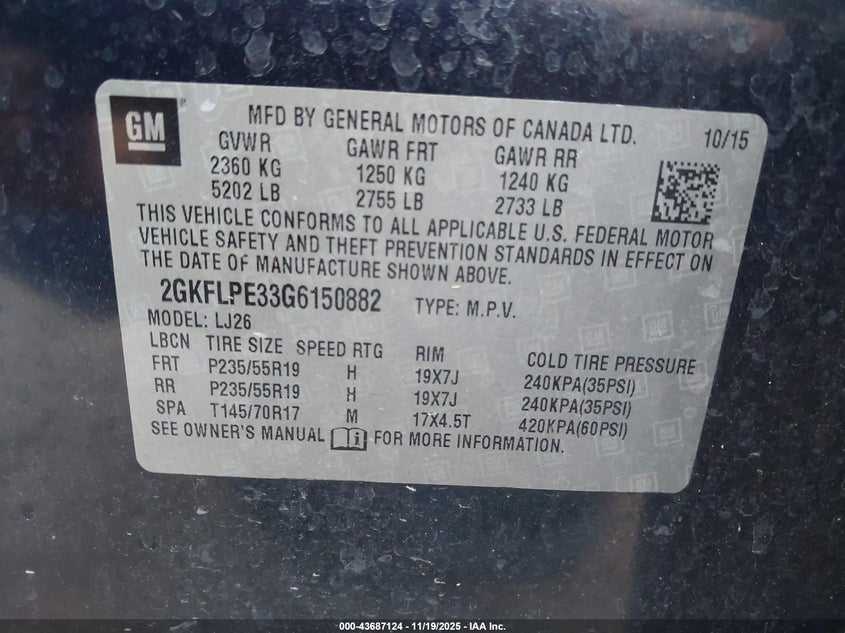 GM ®
MFD BY GENERAL MOTORS OF CANADA LTD. 10/15
GVWR GAWR FRT GAWR RR
2360 KG 1250 KG 1240 KG
5202 LB 2755 LB 2733 LB
THIS VEHICLE CONFORMS TO ALL APPLICABLE U.S. FEDERAL MOTOR
VEHICLE SAFETY AND THEFT PREVENTION STANDARDS IN EFFECT ON
THE DATE OF MANUFACTURE SHOWN ABOVE.
2GKFLPE33G6150882 TYPE: M.P.V.
MODEL: LJ26
LBCN TIRE SIZE SPEED RTG RIM COLD TIRE PRESSURE
FRT P235/55R19 H 19X7J 240KPA(35PSI)
RR P235/55R19 H 19X7J 240KPA(35PSI)
SPA T145/70R17 M 17X4.5T 420KPA(60PSI)
SEE OWNER'S MANUAL i FOR MORE INFORMATION.
000-43687124 - 11/19/2025 - IAA Inc.